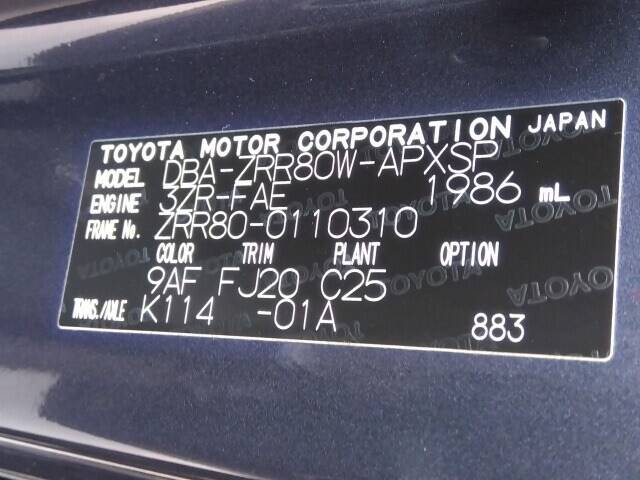 TOYOTA MOTOR CORPORATION JAPAN
MODEL DBA-ZRR80W-APXSP
ENGINE 3ZR-FAE 1986 mL
FRAME No. ZRR80-0110310
COLOR TRIM PLANT OPTION
9AF FJ20 C25
TRANS./AXLE K114 -01A 883